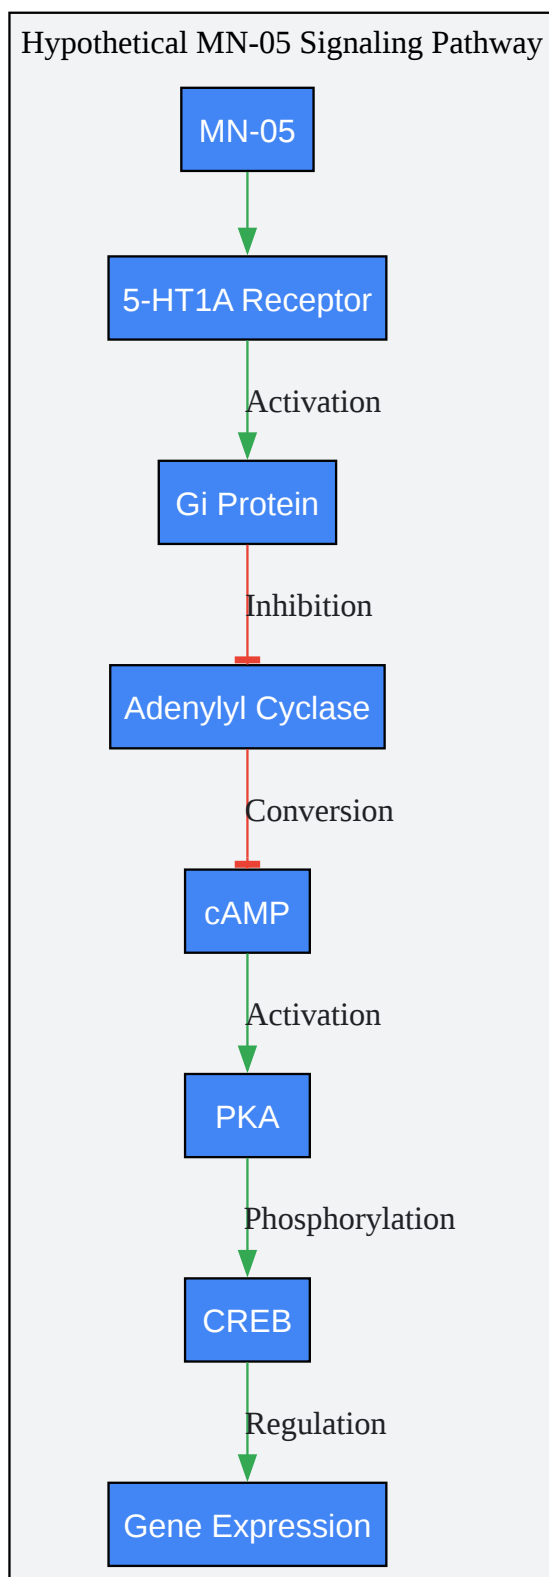 Hypothetical MN-05 Signaling Pathway
MN-05
5-HT1A Receptor
Activation
Gi Protein
Inhibition
Adenylyl Cyclase
Conversion
cAMP
Activation
PKA
Phosphorylation
CREB
Regulation
Gene Expression